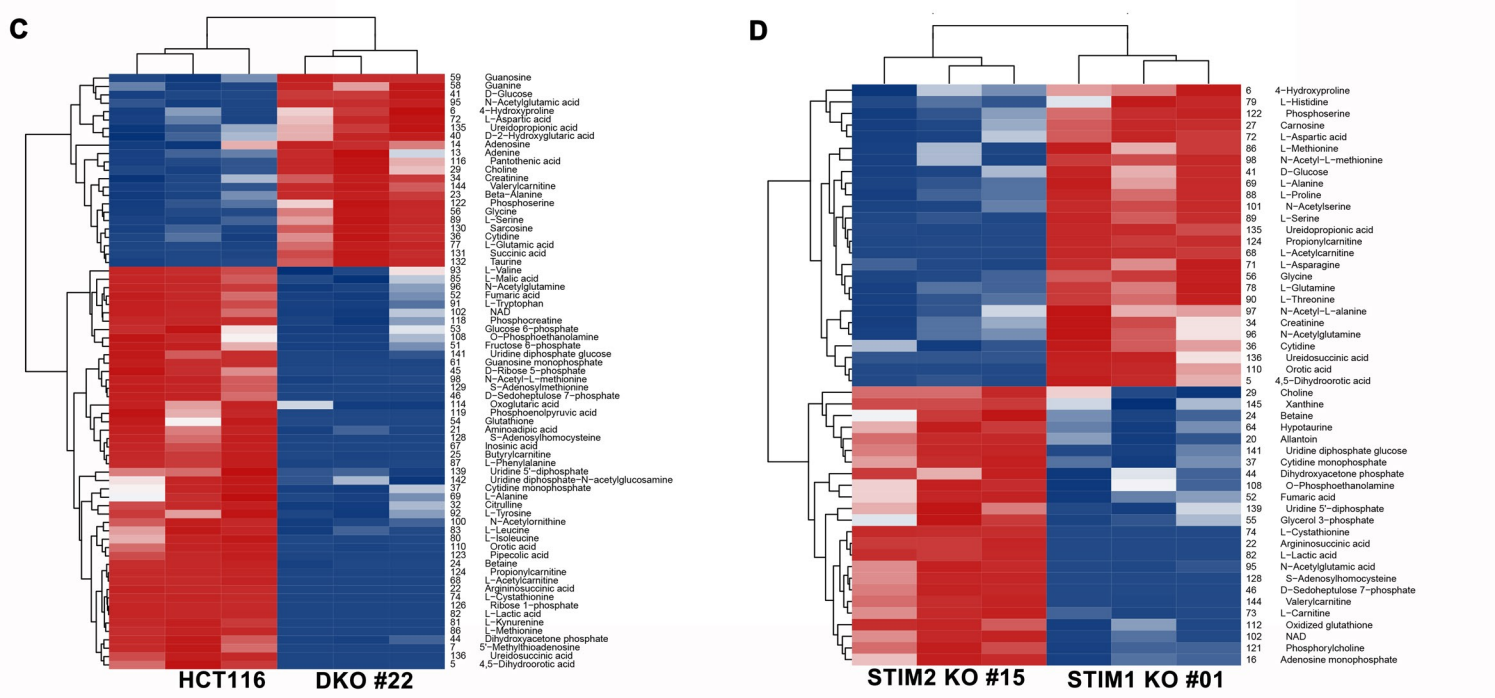 C
59 Guanosine
58 Guanine
41 D−Glucose
95 N−Acetylglutamic acid
6 4−Hydroxyproline
72 L−Aspartic acid
135 Ureidopropionic acid
40 D−2−Hydroxyglutaric acid
14 Adenosine
13 Adenine
116 Pantothenic acid
29 Choline
34 Creatinine
144 Valerylcarnitine
23 Beta−Alanine
122 Phosphoserine
56 Glycine
89 L−Serine
130 Sarcosine
36 Cytidine
77 L−Glutamic acid
131 Succinic acid
132 Taurine
93 L−Valine
85 L−Malic acid
96 N−Acetylglutamine
52 Fumaric acid
91 L−Tryptophan
102 NAD
118 Phosphocreatine
53 Glucose 6−phosphate
108 O−Phosphoethanolamine
51 Fructose 6−phosphate
141 Uridine diphosphate glucose
61 Guanosine monophosphate
45 D−Ribose 5−phosphate
98 N−Acetyl−L−methionine
129 S−Adenosylmethionine
46 D−Sedoheptulose 7−phosphate
114 Oxoglutaric acid
119 Phosphoenolpyruvic acid
54 Glutathione
21 Aminoadipic acid
128 S−Adenosylhomocysteine
67 Inosinic acid
25 Butyrylcarnitine
87 L−Phenylalanine
139 Uridine 5'−diphosphate
142 Uridine diphosphate−N−acetylglucosamine
37 Cytidine monophosphate
69 L−Alanine
32 Citrulline
92 L−Tyrosine
100 N−Acetylornithine
83 L−Leucine
80 L−Isoleucine
110 Orotic acid
123 Pipecolic acid
24 Betaine
124 Propionylcarnitine
68 L−Acetylcarnitine
22 Argininosuccinic acid
74 L−Cystathionine
126 Ribose 1−phosphate
82 L−Lactic acid
81 L−Kynurenine
86 L−Methionine
44 Dihydroxyacetone phosphate
7 5'−Methylthioadenosine
136 Ureidosuccinic acid
5 4,5−Dihydroorotic acid
HCT116 DKO #22
D
6 4−Hydroxyproline
79 L−Histidine
122 Phosphoserine
27 Carnosine
72 L−Aspartic acid
86 L−Methionine
98 N−Acetyl−L−methionine
41 D−Glucose
69 L−Alanine
88 L−Proline
101 N−Acetylserine
89 L−Serine
135 Ureidopropionic acid
124 Propionylcarnitine
68 L−Acetylcarnitine
71 L−Asparagine
56 Glycine
78 L−Glutamine
90 L−Threonine
97 N−Acetyl−L−alanine
34 Creatinine
96 N−Acetylglutamine
36 Cytidine
136 Ureidosuccinic acid
110 Orotic acid
5 4,5−Dihydroorotic acid
29 Choline
145 Xanthine
24 Betaine
64 Hypotaurine
20 Allantoin
141 Uridine diphosphate glucose
37 Cytidine monophosphate
44 Dihydroxyacetone phosphate
108 O−Phosphoethanolamine
52 Fumaric acid
139 Uridine 5'−diphosphate
55 Glycerol 3−phosphate
74 L−Cystathionine
22 Argininosuccinic acid
82 L−Lactic acid
95 N−Acetylglutamic acid
128 S−Adenosylhomocysteine
46 D−Sedoheptulose 7−phosphate
144 Valerylcarnitine
73 L−Carnitine
112 Oxidized glutathione
102 NAD
121 Phosphorylcholine
16 Adenosine monophosphate
STIM2 KO #15 STIM1 KO #01